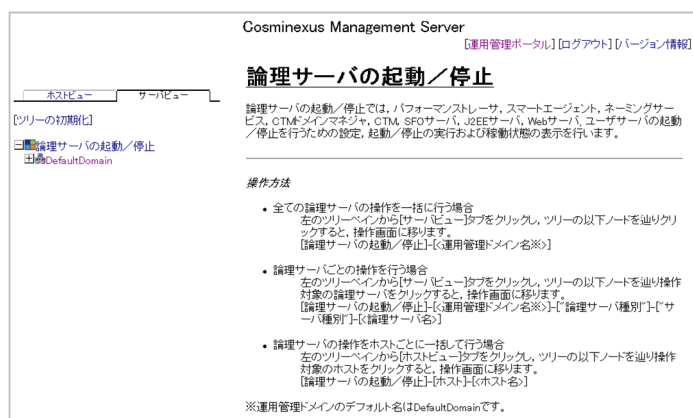 Cosminexus Management Server
[運用管理ポータル] [ログアウト] [バージョン情報]
ホストビュー サーバビュー
[ツリーの初期化]
論理サーバの起動／停止
DefaultDomain
論理サーバの起動／停止
論理サーバの起動／停止では，パフォーマンストレーサ，スマートエージェント，ネーミングサー
ビス，CTMドメインマネジャ，CTM，SFOサーバ，J2EEサーバ，Webサーバ，ユーザサーバの起動
／停止を行うための設定，起動／停止の実行および稼働状態の表示を行います。
操作方法
• 全ての論理サーバの操作を一括に行う場合
左のツリーペインから[サーバビュー]タブをクリックし，ツリーの以下ノードを辿りクリ
ックすると，操作画面に移ります。
[論理サーバの起動／停止]-[<運用管理ドメイン名※>]
• 論理サーバごとの操作を行う場合
左のツリーペインから[サーバビュー]タブをクリックし，ツリーの以下ノードを辿り操作
対象の論理サーバをクリックすると，操作画面に移ります。
[論理サーバの起動／停止]-[<運用管理ドメイン名※>]-["論理サーバ種別"]-["サ
ーバ種別"]-[<論理サーバ名>]
• 論理サーバの操作をホストごとに一括して行う場合
左のツリーペインから[ホストビュー]タブをクリックし，ツリーの以下ノードを辿り操作
対象のホストをクリックすると，操作画面に移ります。
[論理サーバの起動／停止]-[ホスト]-[<ホスト名>]
※運用管理ドメインのデフォルト名はDefaultDomainです。